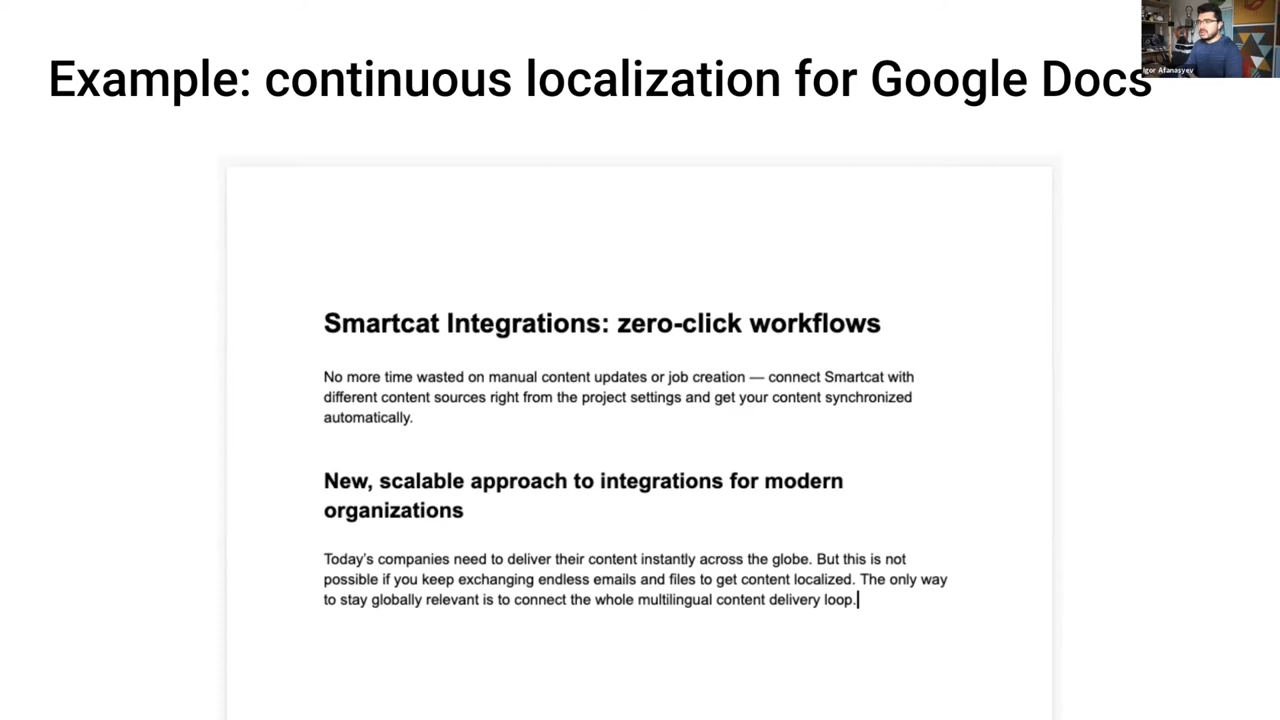 Example: continuous localization for Google Docs
Igor Afanasyev
Smartcat Integrations: zero-click workflows
No more time wasted on manual content updates or job creation — connect Smartcat with
different content sources right from the project settings and get your content synchronized
automatically.
New, scalable approach to integrations for modern
organizations
Today's companies need to deliver their content instantly across the globe. But this is not
possible if you keep exchanging endless emails and files to get content localized. The only way
to stay globally relevant is to connect the whole multilingual content delivery loop.